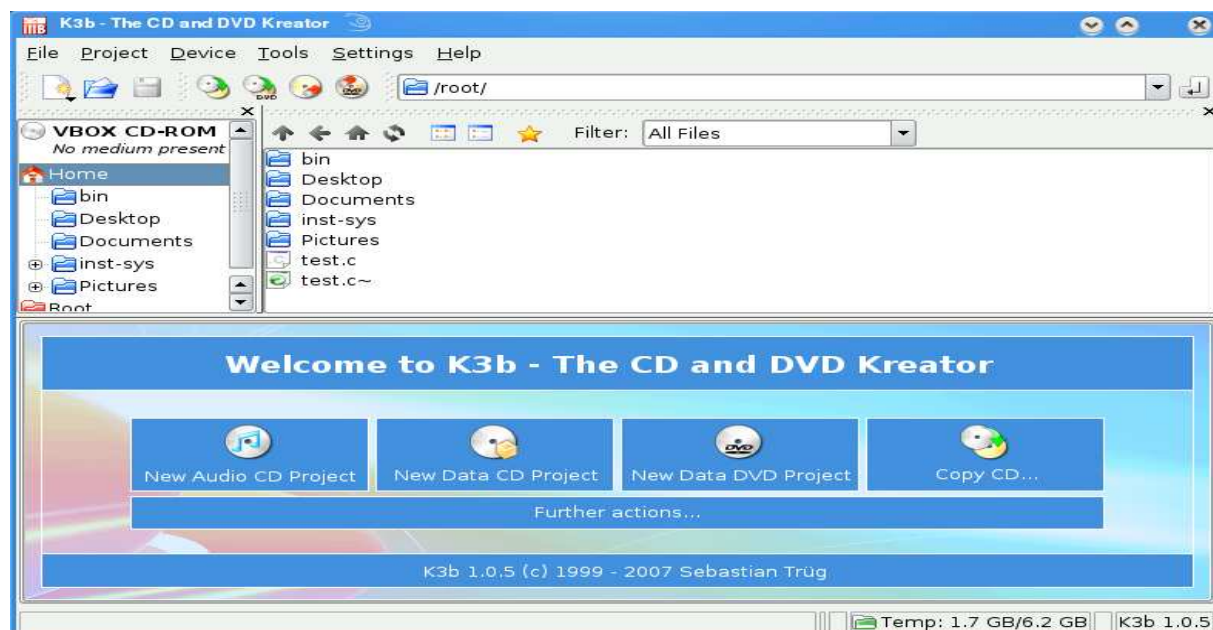 K3b - The CD and DVD Kreator
File Project Device Tools Settings Help
DVD DVD /root/
VBOX CD-ROM
No medium present
Filter: All Files
Home
bin
Desktop
Documents
inst-sys
Pictures
Root
bin
Desktop
Documents
inst-sys
Pictures
test.c
test.c~
Welcome to K3b - The CD and DVD Kreator
New Audio CD Project
New Data CD Project
DVD
New Data DVD Project
Copy CD...
Further actions...
K3b 1.0.5 (c) 1999 - 2007 Sebastian Trüg
Temp: 1.7 GB/6.2 GB K3b 1.0.5